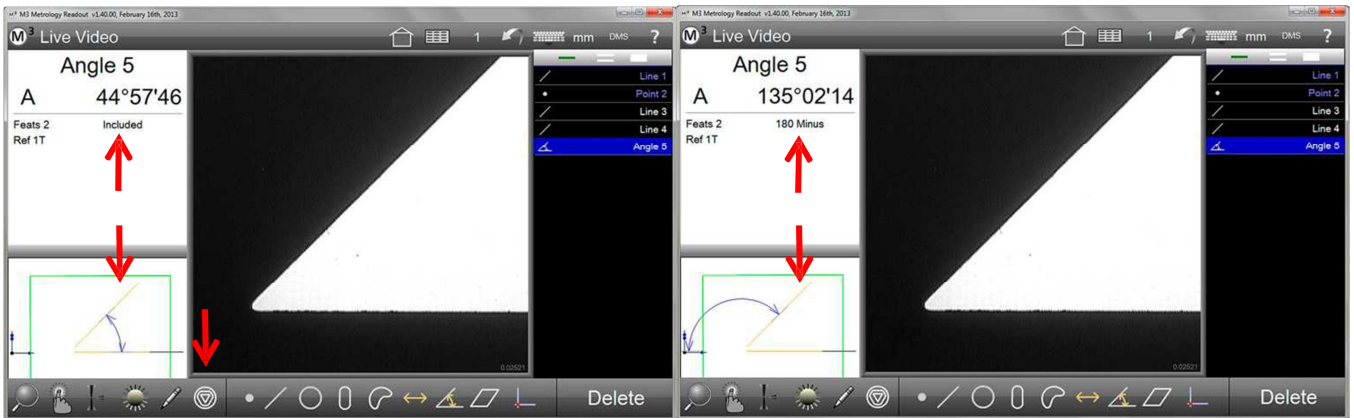 M3 Metrology Readout v1.40.00, February 16th, 2013
M3 Live Video
1
mm
DMS
?
Angle 5
A 44°57'46
Feats 2 Included
Ref 1T
Line 1
Point 2
Line 3
Line 4
Angle 5
0.02521
Delete
M3 Metrology Readout v1.40.00, February 16th, 2013
M3 Live Video
1
mm
DMS
?
Angle 5
A 135°02'14
Feats 2 180 Minus
Ref 1T
Line 1
Point 2
Line 3
Line 4
Angle 5
0.02521
Delete